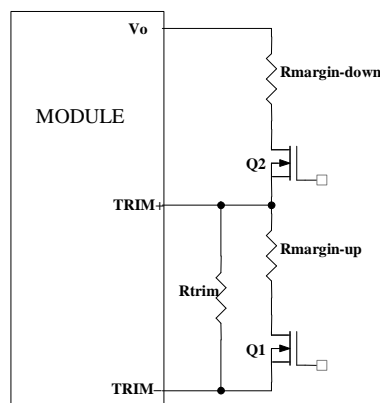 Vo
Rmargin-down
MODULE
Q2
TRIM+
Rmargin-up
Rtrim
Q1
TRIM-